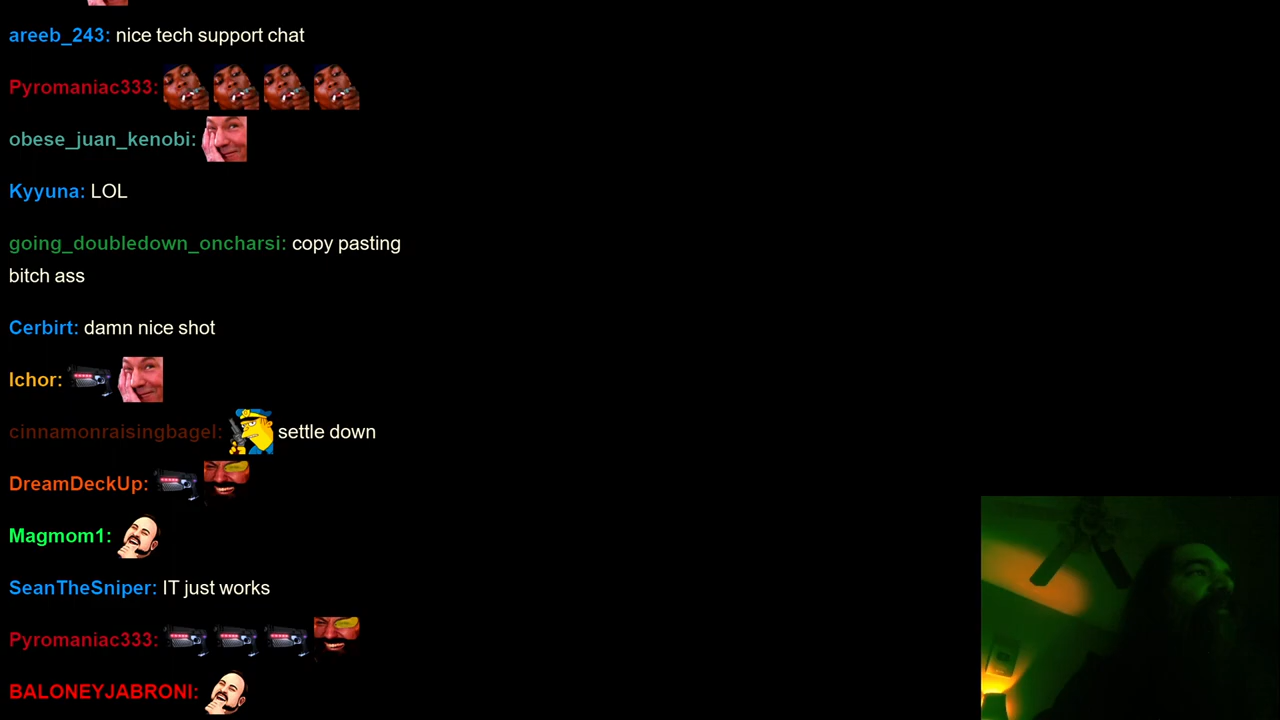 areeb_243: nice tech support chat
Pyromaniac333:
obese_juan_kenobi:
Kyyuna: LOL
going_doubledown_oncharsi: copy pasting
bitch ass
Cerbirt: damn nice shot
Ichor:
cinnamonraisingbagel: settle down
DreamDeckUp:
Magmom1:
SeanTheSniper: IT just works
Pyromaniac333:
BALONEYJABRONI: